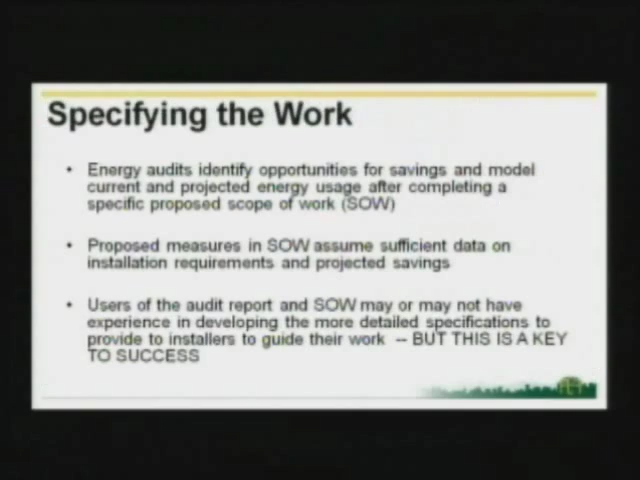 Specifying the Work
• Energy audits identify opportunities for savings and model
current and projected energy usage after completing a
specific proposed scope of work (SOW)
• Proposed measures in SOW assume sufficient data on
installation requirements and projected savings
• Users of the audit report and SOW may or may not have
experience in developing the more detailed specifications to
provide to installers to guide their work -- BUT THIS IS A KEY
TO SUCCESS